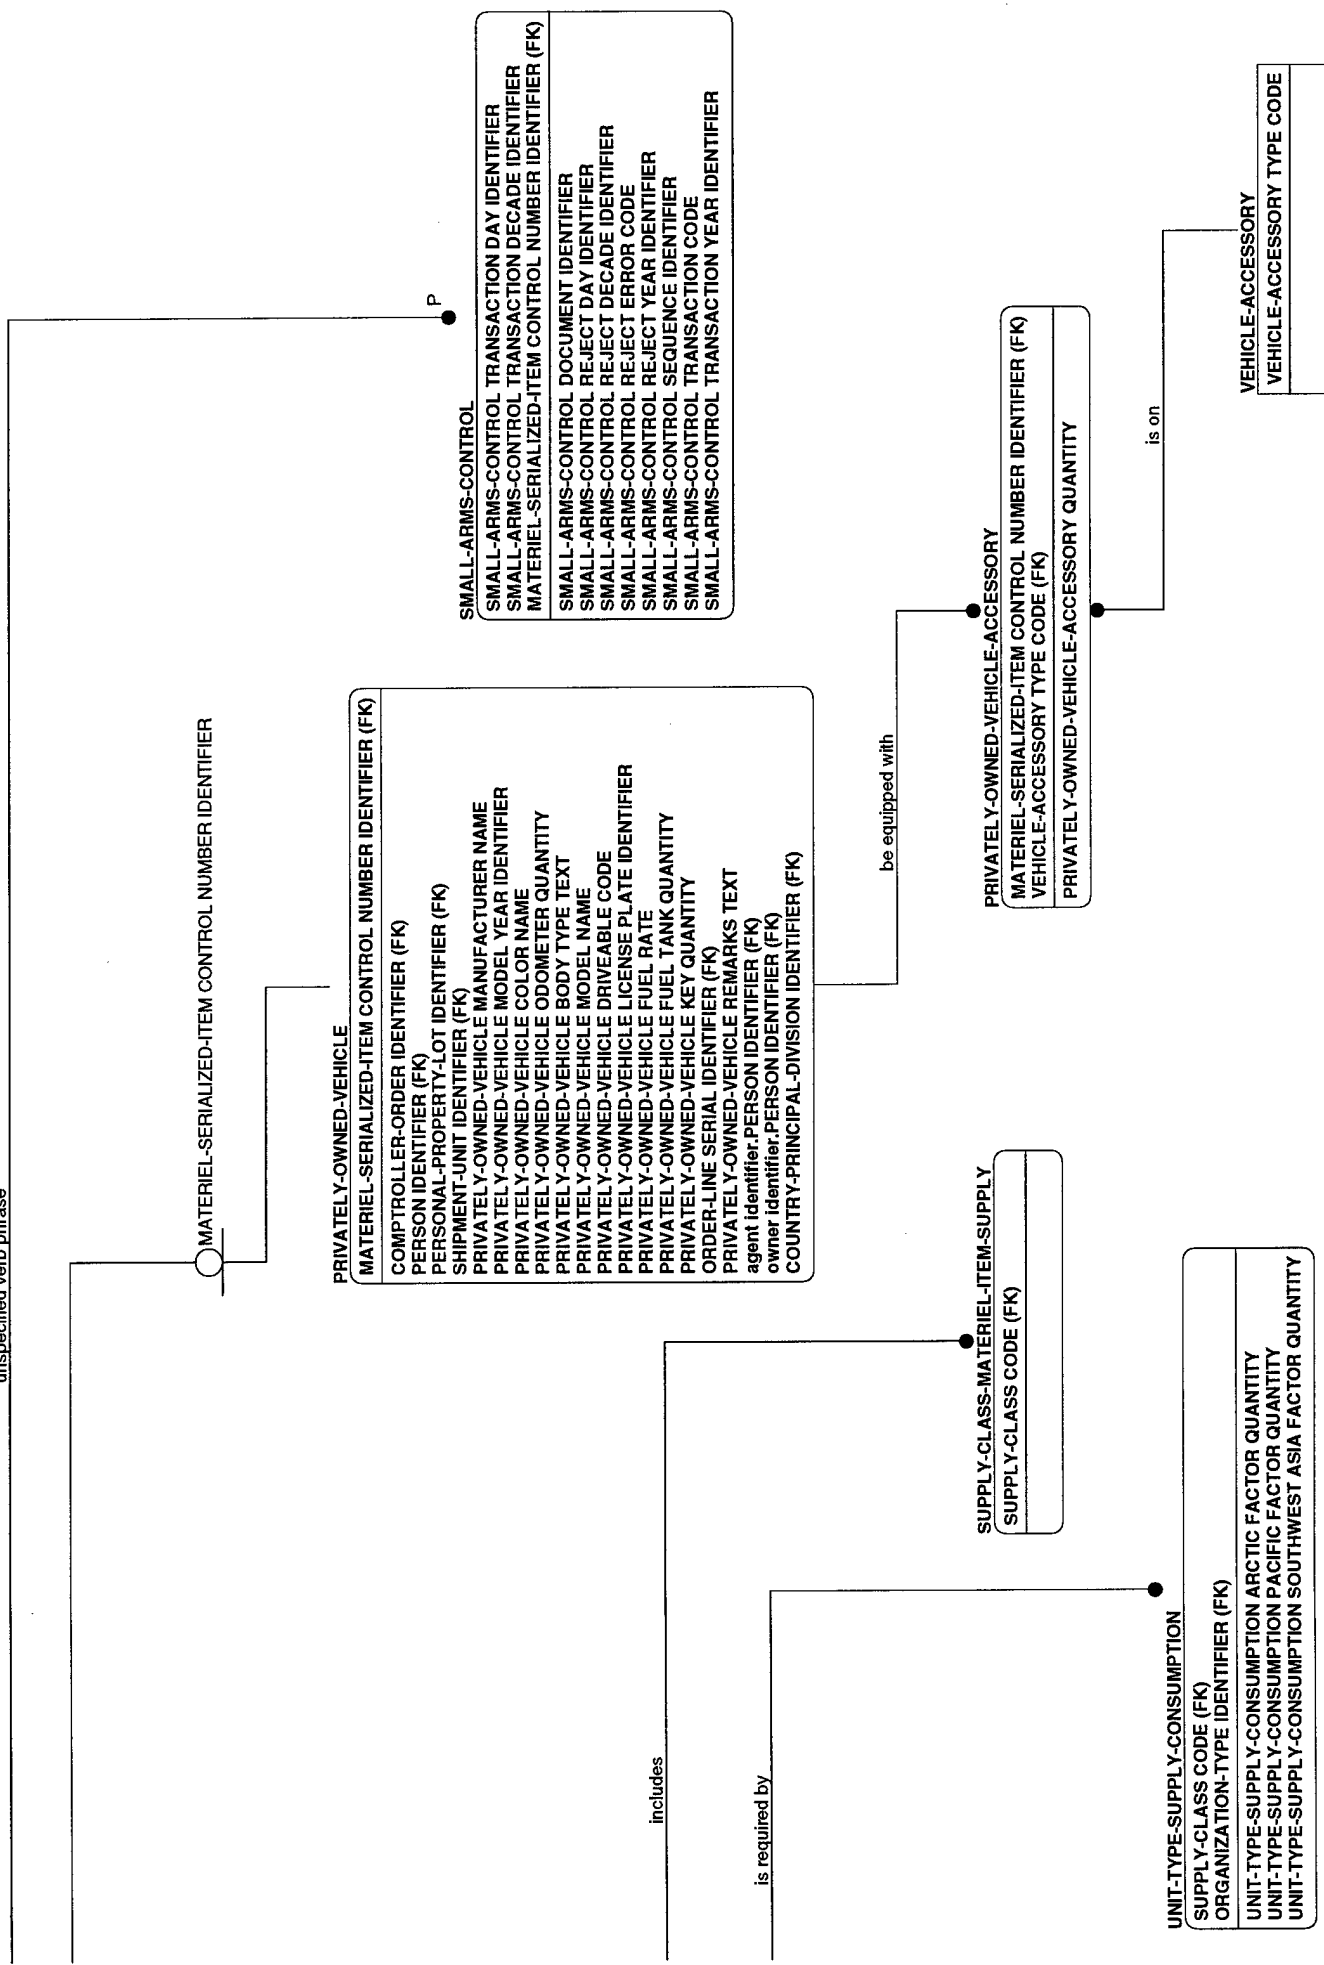 unspecified verb phrase
P
SMALL-ARMS-CONTROL
SMALL-ARMS-CONTROL TRANSACTION DAY IDENTIFIER
SMALL-ARMS-CONTROL TRANSACTION DECADE IDENTIFIER
MATERIEL-SERIALIZED-ITEM CONTROL NUMBER IDENTIFIER (FK)
SMALL-ARMS-CONTROL DOCUMENT IDENTIFIER
SMALL-ARMS-CONTROL REJECT DAY IDENTIFIER
SMALL-ARMS-CONTROL REJECT DECADE IDENTIFIER
SMALL-ARMS-CONTROL REJECT ERROR CODE
SMALL-ARMS-CONTROL REJECT YEAR IDENTIFIER
SMALL-ARMS-CONTROL SEQUENCE IDENTIFIER
SMALL-ARMS-CONTROL TRANSACTION CODE
SMALL-ARMS-CONTROL TRANSACTION YEAR IDENTIFIER
MATERIEL-SERIALIZED-ITEM CONTROL NUMBER IDENTIFIER
PRIVATELY-OWNED-VEHICLE
MATERIEL-SERIALIZED-ITEM CONTROL NUMBER IDENTIFIER (FK)
COMPTROLLER-ORDER IDENTIFIER (FK)
PERSON IDENTIFIER (FK)
PERSONAL-PROPERTY-LOT IDENTIFIER (FK)
SHIPMENT-UNIT IDENTIFIER (FK)
PRIVATELY-OWNED-VEHICLE MANUFACTURER NAME
PRIVATELY-OWNED-VEHICLE MODEL YEAR IDENTIFIER
PRIVATELY-OWNED-VEHICLE COLOR NAME
PRIVATELY-OWNED-VEHICLE ODOMETER QUANTITY
PRIVATELY-OWNED-VEHICLE BODY TYPE TEXT
PRIVATELY-OWNED-VEHICLE MODEL NAME
PRIVATELY-OWNED-VEHICLE DRIVEABLE CODE
PRIVATELY-OWNED-VEHICLE LICENSE PLATE IDENTIFIER
PRIVATELY-OWNED-VEHICLE FUEL RATE
PRIVATELY-OWNED-VEHICLE FUEL TANK QUANTITY
PRIVATELY-OWNED-VEHICLE KEY QUANTITY
ORDER-LINE SERIAL IDENTIFIER (FK)
PRIVATELY-OWNED-VEHICLE REMARKS TEXT
agent identifier.PERSON IDENTIFIER (FK)
owner identifier.PERSON IDENTIFIER (FK)
COUNTRY-PRINCIPAL-DIVISION IDENTIFIER (FK)
be equipped with
PRIVATELY-OWNED-VEHICLE-ACCESSORY
MATERIEL-SERIALIZED-ITEM CONTROL NUMBER IDENTIFIER (FK)
VEHICLE-ACCESSORY TYPE CODE (FK)
PRIVATELY-OWNED-VEHICLE-ACCESSORY QUANTITY
is on
VEHICLE-ACCESSORY
VEHICLE-ACCESSORY TYPE CODE
includes
SUPPLY-CLASS-MATERIEL-ITEM-SUPPLY
SUPPLY-CLASS CODE (FK)
is required by
UNIT-TYPE-SUPPLY-CONSUMPTION
SUPPLY-CLASS CODE (FK)
ORGANIZATION-TYPE IDENTIFIER (FK)
UNIT-TYPE-SUPPLY-CONSUMPTION ARCTIC FACTOR QUANTITY
UNIT-TYPE-SUPPLY-CONSUMPTION PACIFIC FACTOR QUANTITY
UNIT-TYPE-SUPPLY-CONSUMPTION SOUTHWEST ASIA FACTOR QUANTITY